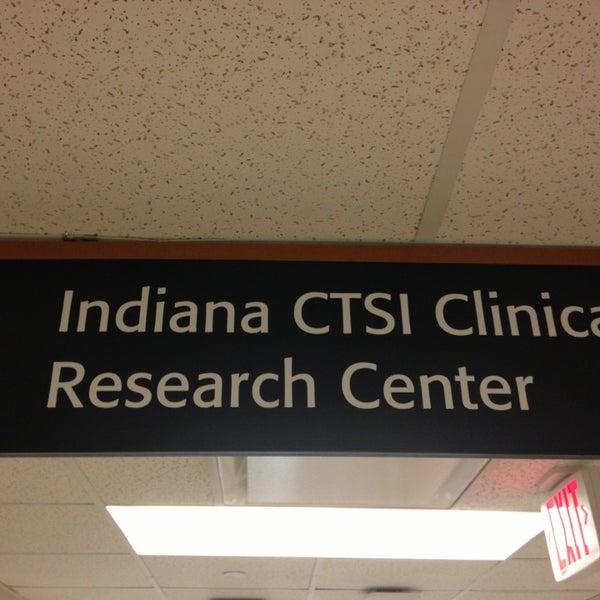 Indiana CTSI Clinica
Research Center
EXIT